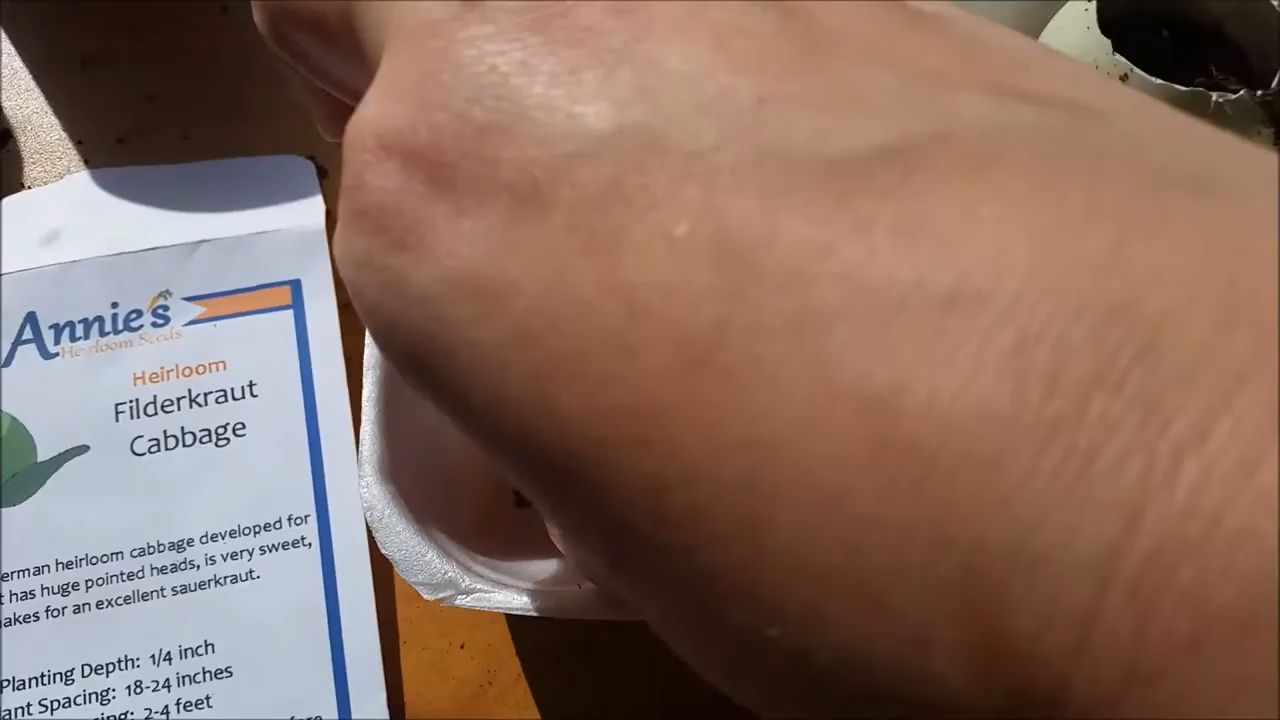 Annie's
Heirloom Seeds
Heirloom
Filderkraut
Cabbage
erman heirloom cabbage developed for
t has huge pointed heads, is very sweet,
akes for an excellent sauerkraut.
Planting Depth: 1/4 inch
ant Spacing: 18-24 inches
ing: 2-4 feet